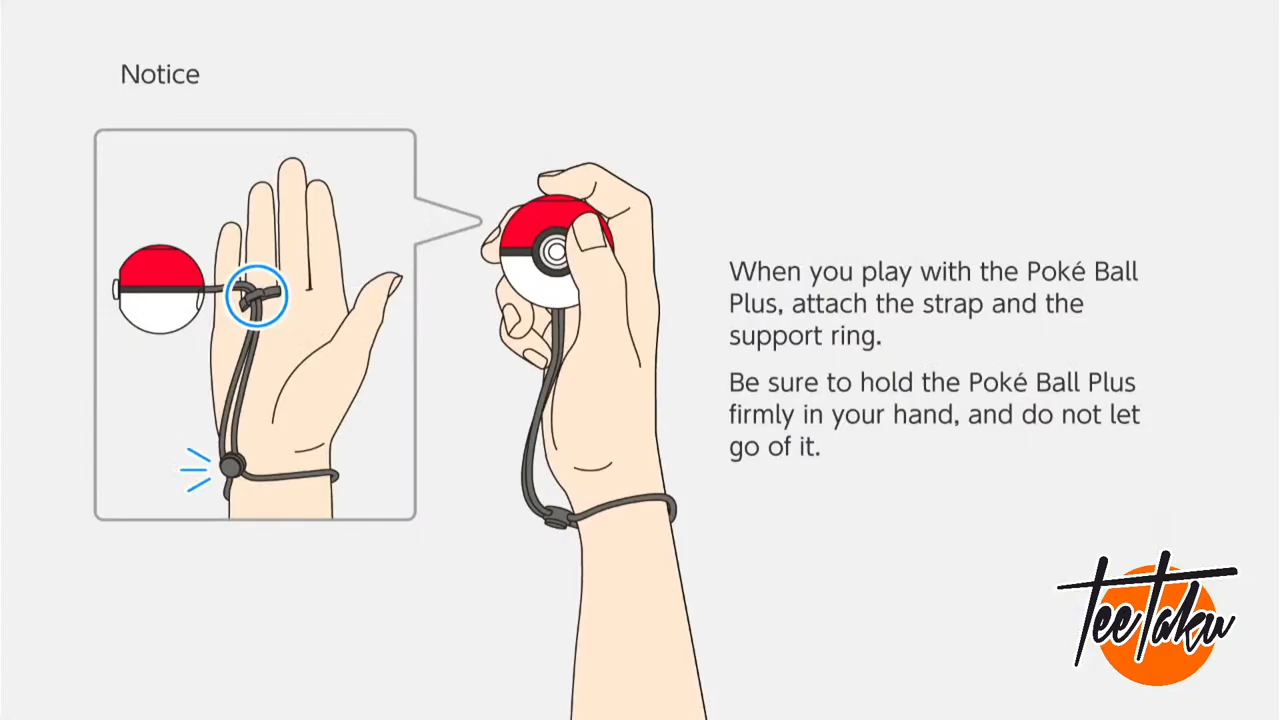 Notice
When you play with the Poké Ball
Plus, attach the strap and the
support ring.
Be sure to hold the Poké Ball Plus
firmly in your hand, and do not let
go of it.
TeeTaku